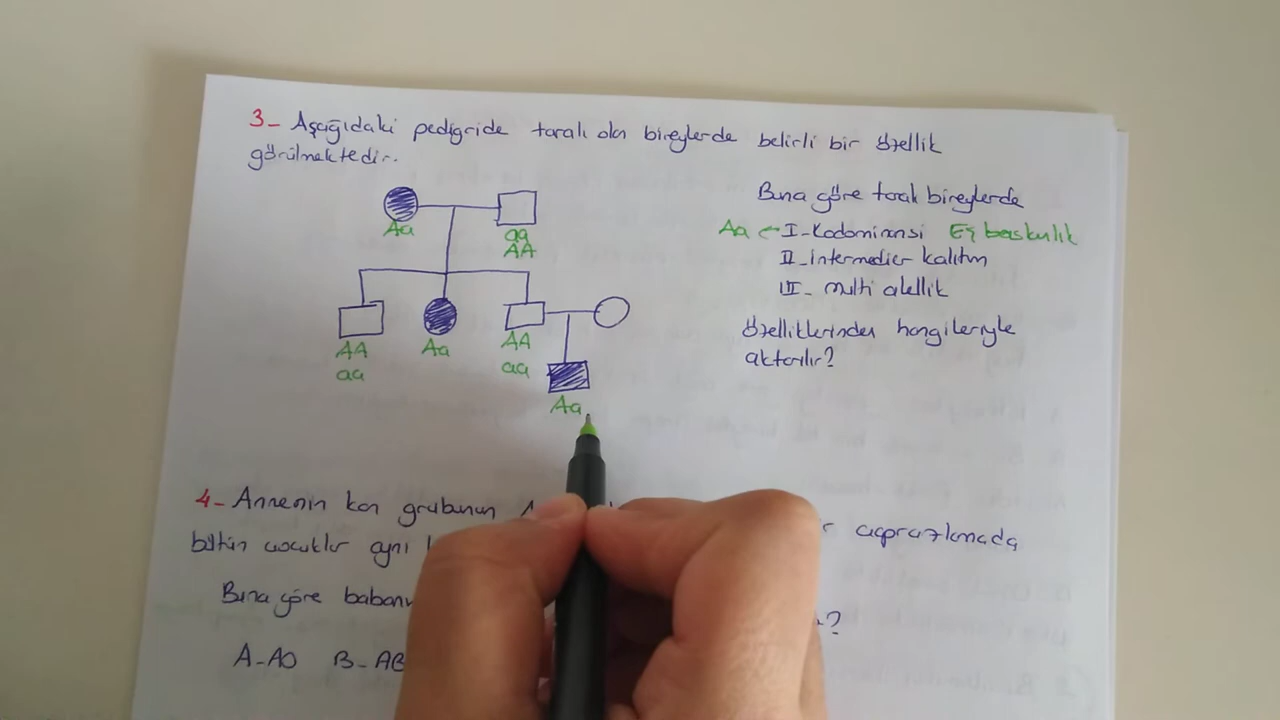 3- Aşağıdaki pedigride taralı olan bireylerde belirli bir özellik
görülmektedir.
Aa
aa
AA
AA
aa
Aa
AA
aa
Aa
Buna göre taralı bireylerde
Aa ← I-Kodominansi Eş baskınlık
II-intermedier kalıtım
III- multi alellik
özelliklerinden hangileriyle
aktarılır?
4- Annenin kan grubunun çaprazlamada
bütün çocuklar aynı
Buna göre babanın ?
A-AO B-AB